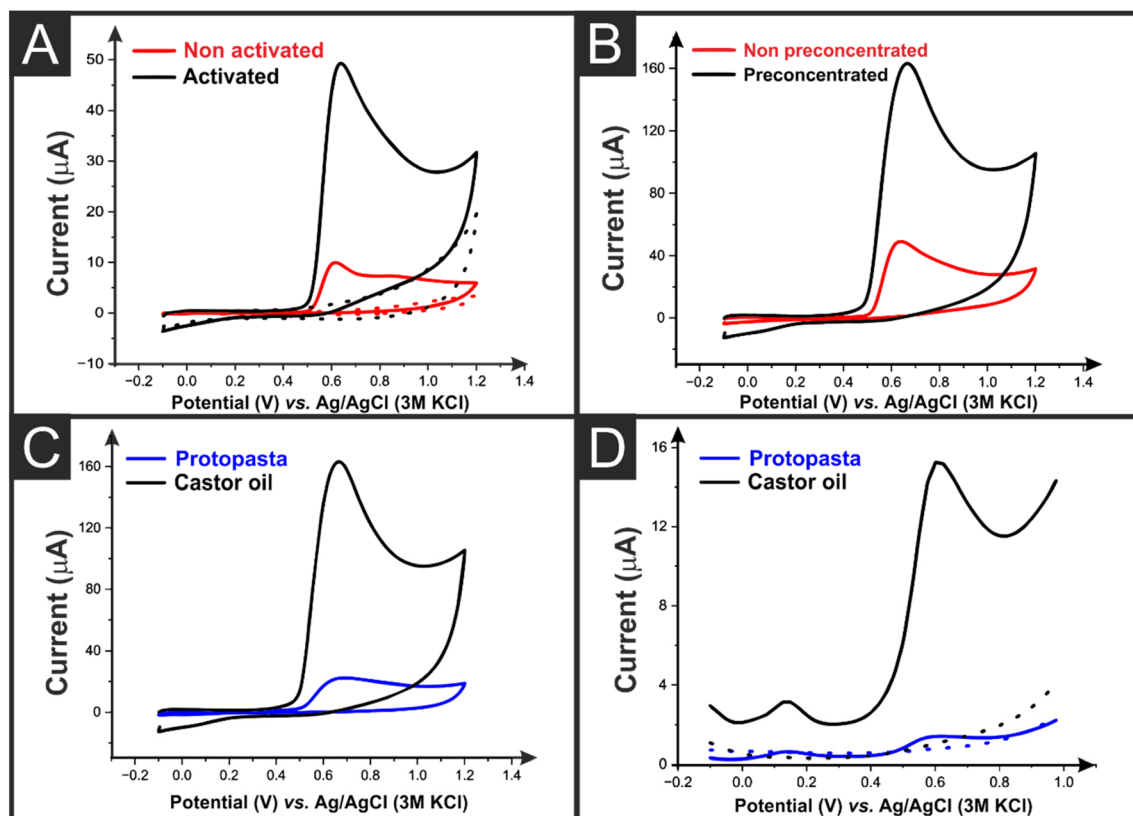 A
Non activated
Activated
50
40
30
20
10
0
−10
Current (μA)
−0.2 0.0 0.2 0.4 0.6 0.8 1.0 1.2 1.4
Potential (V) vs. Ag/AgCl (3M KCl)
B
Non preconcentrated
Preconcentrated
160
120
80
40
0
Current (μA)
−0.2 0.0 0.2 0.4 0.6 0.8 1.0 1.2 1.4
Potential (V) vs. Ag/AgCl (3M KCl)
C
Protopasta
Castor oil
160
120
80
40
0
Current (μA)
−0.2 0.0 0.2 0.4 0.6 0.8 1.0 1.2 1.4
Potential (V) vs. Ag/AgCl (3M KCl)
D
Protopasta
Castor oil
16
12
8
4
0
Current (μA)
−0.2 0.0 0.2 0.4 0.6 0.8 1.0
Potential (V) vs. Ag/AgCl (3M KCl)